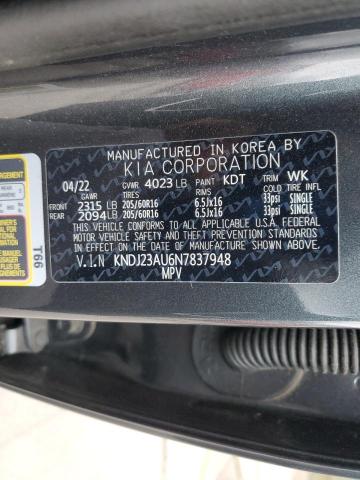 MANUFACTURED IN KOREA BY
KIA CORPORATION
04/22 GVWR 4023 LB PAINT KDT TRIM WK
GAWR TIRES RIMS COLD TIRE INFL
FRONT 2315 LB 205/60R16 6.5Jx16 33psi SINGLE
REAR 2094 LB 205/60R16 6.5Jx16 33psi SINGLE
THIS VEHICLE CONFORMS TO ALL APPLICABLE
FEDERAL MOTOR VEHICLE SAFETY, BUMPER, AND
THEFT PREVENTION STANDARDS IN EFFECT ON THE
DATE OF MANUFACTURE SHOWN ABOVE.
V.I.N KNDJ23AU6N7837948
MPV
T66